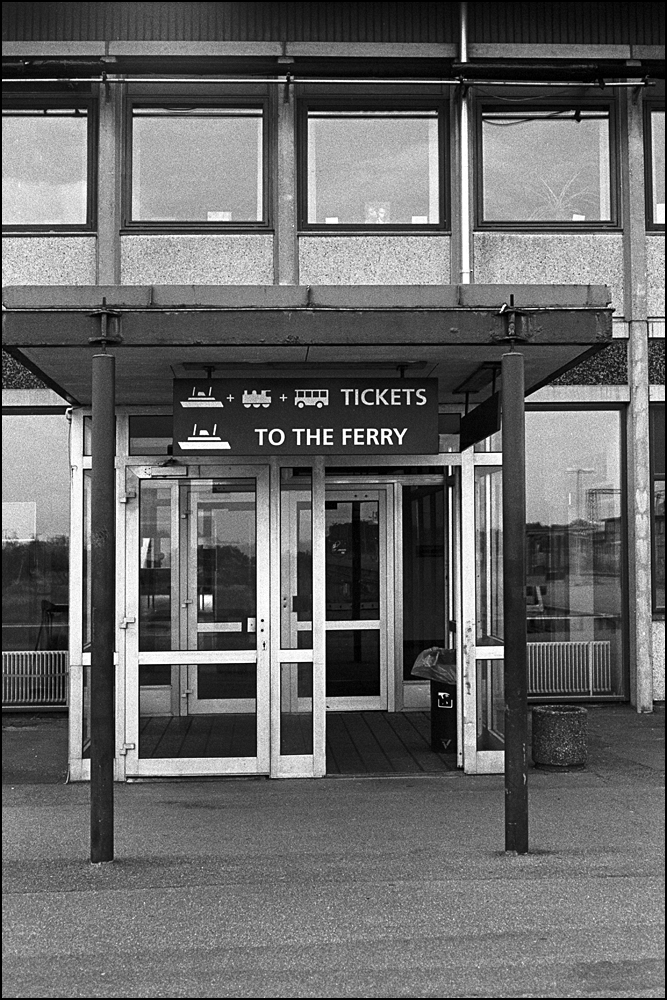 + + TICKETS
TO THE FERRY